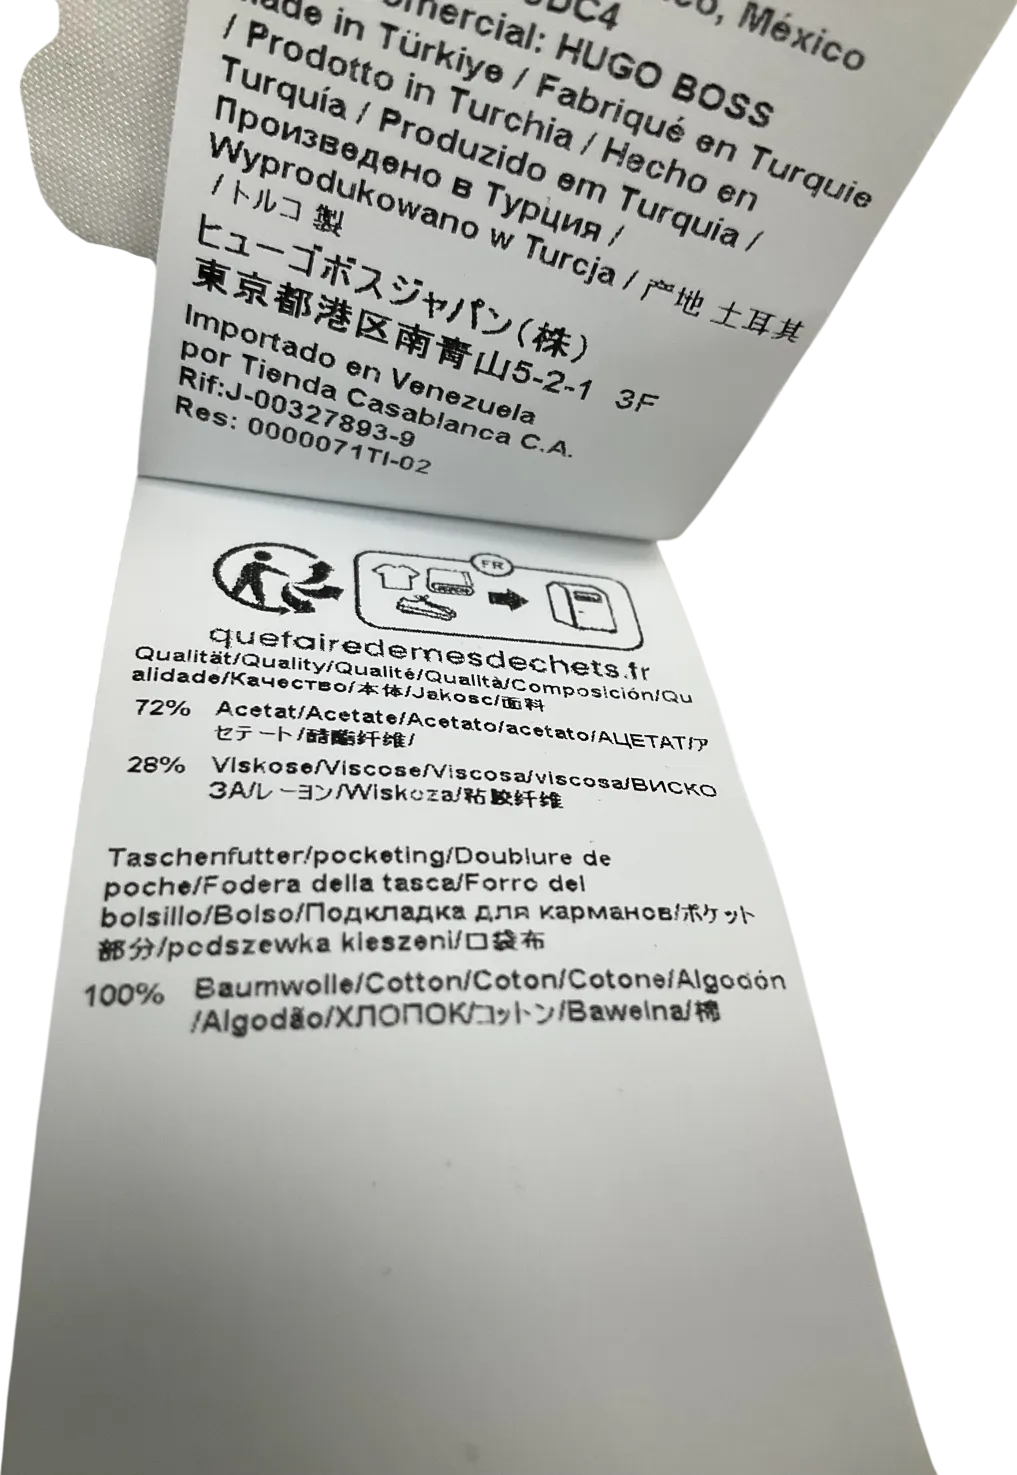 México
Comercial: HUGO BOSS
Made in Türkiye / Fabriqué en Turquie
/ Prodotto in Turchia / Hecho en
Turquía / Produzido em Turquia /
Произведено в Турция /
Wyprodukowano w Turcja / 产地 土耳其
/ トルコ 製
ヒューゴボスジャパン(株)
東京都港区南青山5-2-1 3F
Importado en Venezuela
por Tienda Casablanca C.A.
Rif:J-00327893-9
Res: 0000071TI-02
FR
quefairedemesdechets.fr
Qualität/Quality/Qualité/Qualità/Composición/Qu
alidade/Качество/本体/Jakosc/面料
72% Acetat/Acetate/Acetato/acetato/АЦЕТАТ/ア
セテート/醋酯纤维/
28% Viskose/Viscose/Viscosa/viscosa/ВИСКО
ЗА/レーヨン/Wiskoza/粘胶纤维
Taschenfutter/pocketing/Doublure de
poche/Fodera della tasca/Forro del
bolsillo/Bolso/Подкладка для карманов/ポケット
部分/podszewka kieszeni/口袋布
100% Baumwolle/Cotton/Coton/Cotone/Algodón
/Algodão/ХЛОПОК/コットン/Bawelna/棉